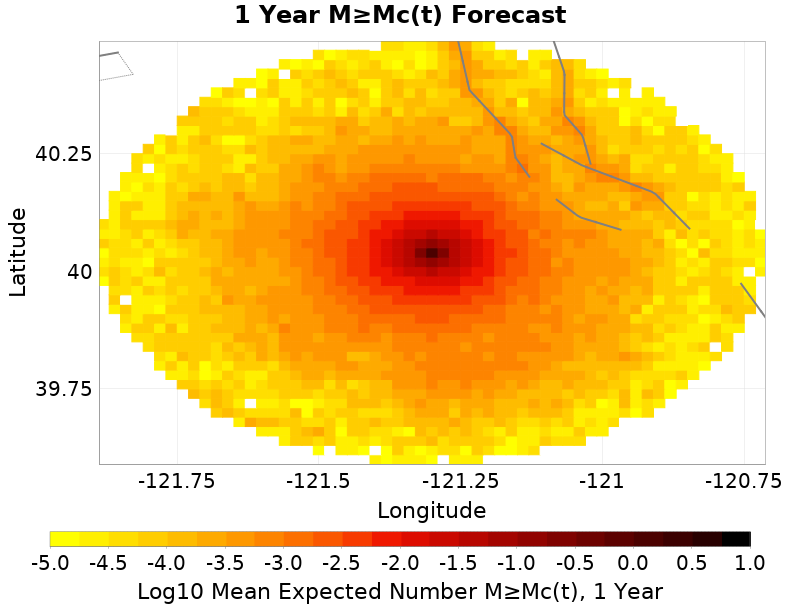 1 Year M≥Mc(t) Forecast
Latitude
40.25
40
39.75
-121.75 -121.5 -121.25 -121 -120.75
Longitude
-5.0 -4.5 -4.0 -3.5 -3.0 -2.5 -2.0 -1.5 -1.0 -0.5 0.0 0.5 1.0
Log10 Mean Expected Number M≥Mc(t), 1 Year